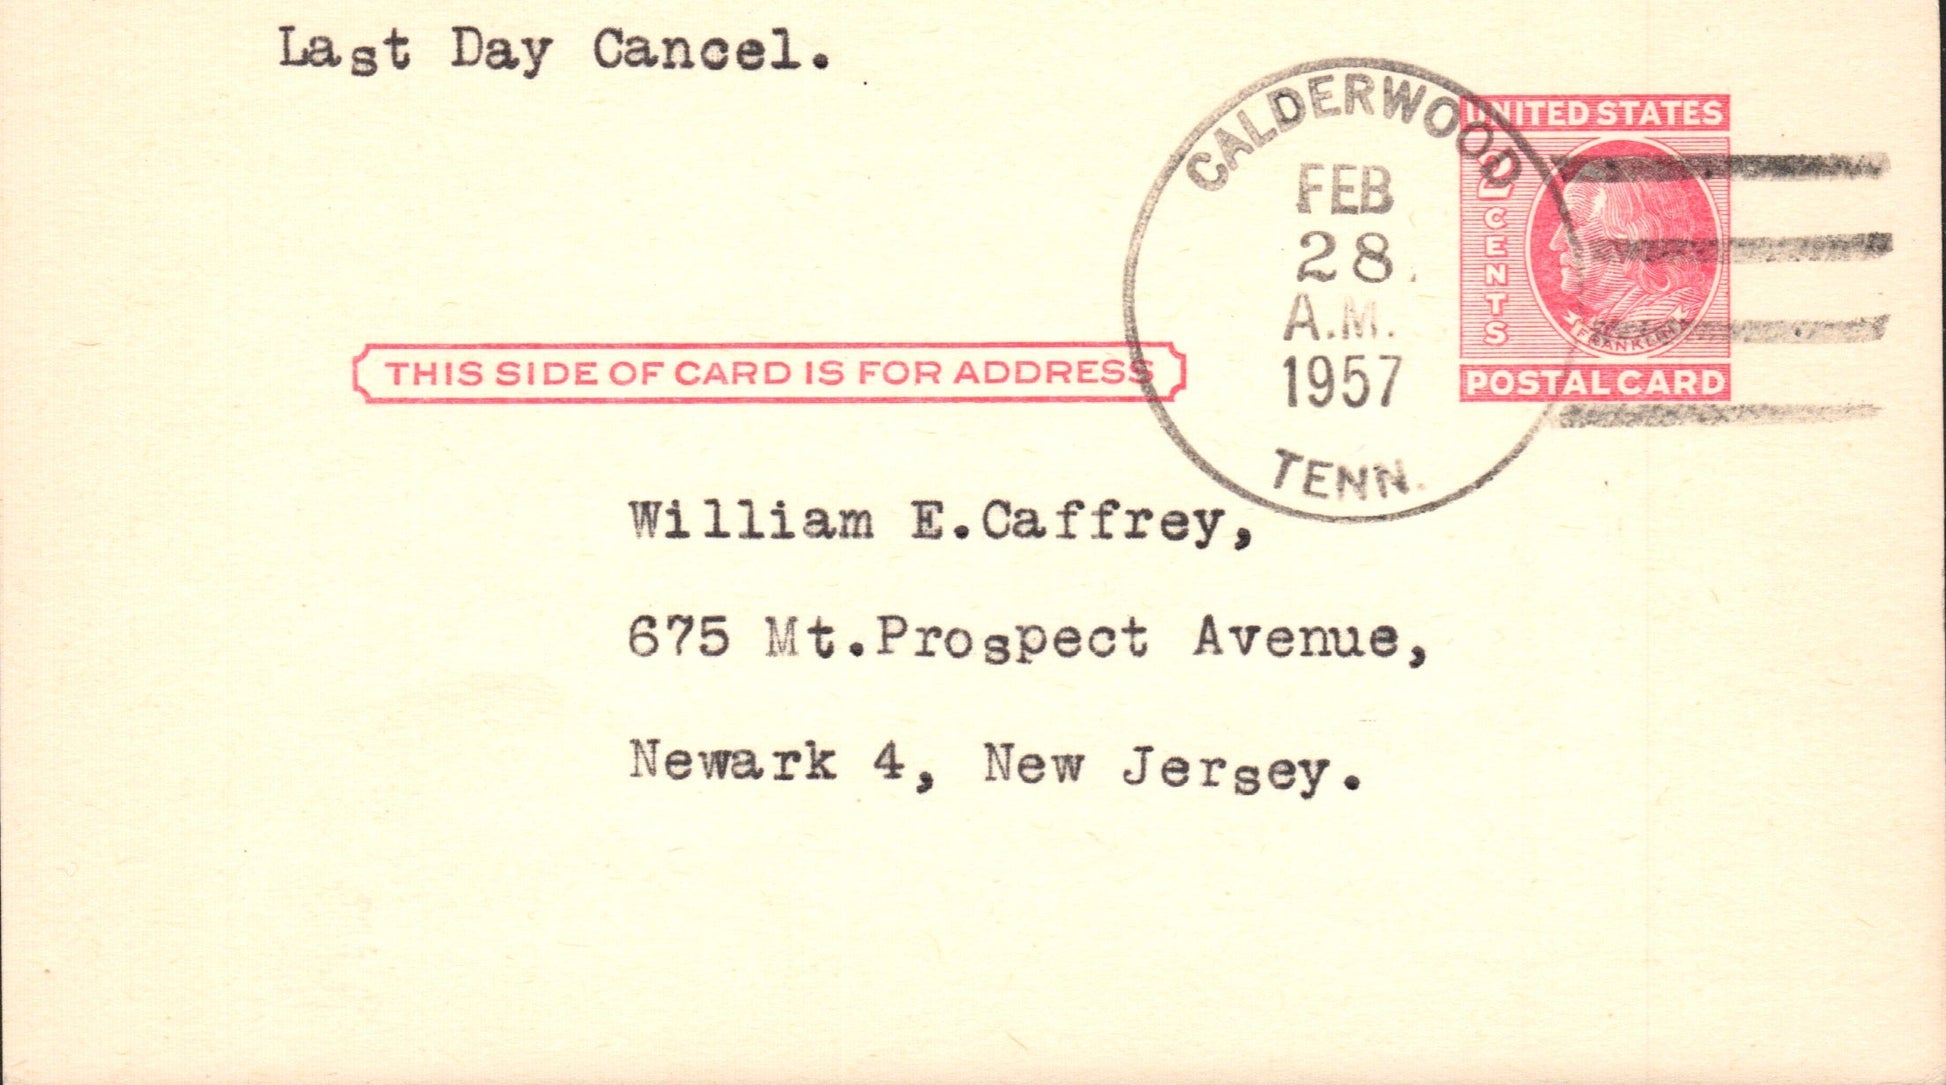 Last Day Cancel.
CALDERWOOD
FEB
28
A.M.
1957
TENN.
UNITED STATES
2 CENTS
FRANKLIN
POSTAL CARD
THIS SIDE OF CARD IS FOR ADDRESS
William E.Caffrey,
675 Mt.Prospect Avenue,
Newark 4, New Jersey.